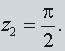 z₂ = π/2.